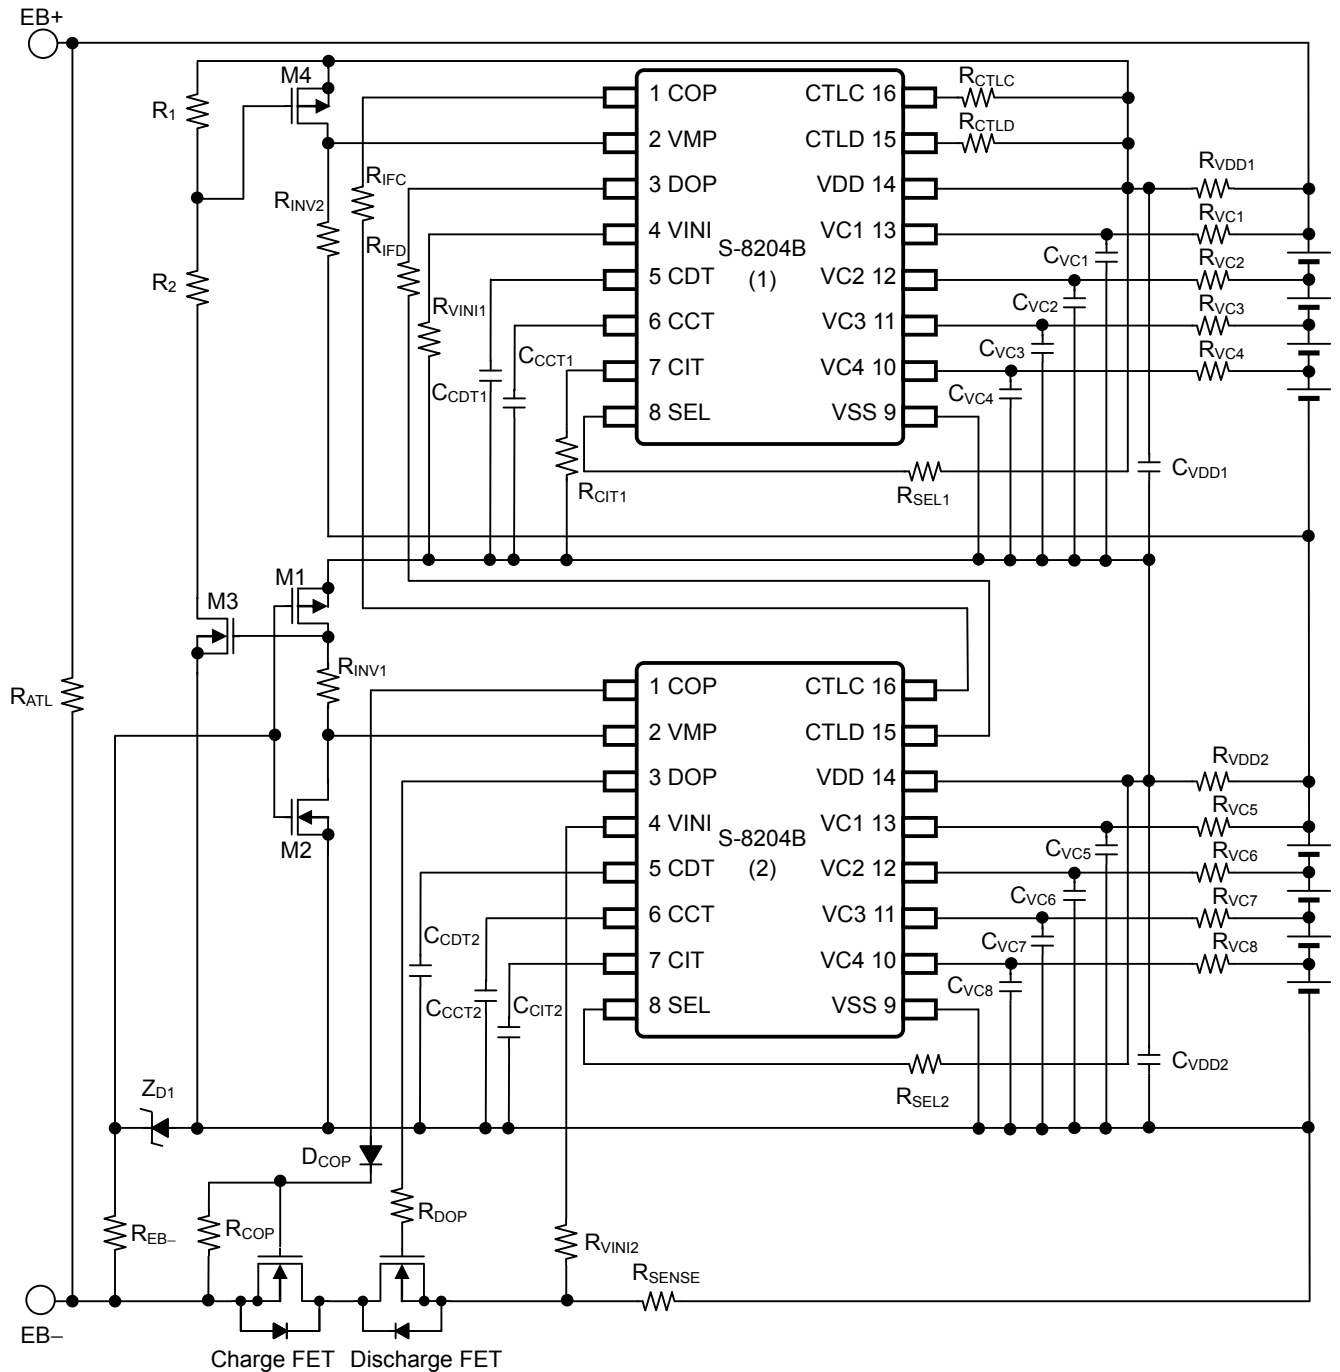 EB+
M4
R1
RIFC
RINV2
RIFD
R2
RVINI1
CCCT1
CCDT1
RCIT1
1 COP
2 VMP
3 DOP
4 VINI
5 CDT
6 CCT
7 CIT
8 SEL
S-8204B
(1)
CTLC 16
CTLD 15
VDD 14
VC1 13
VC2 12
VC3 11
VC4 10
VSS 9
RCTLC
RCTLD
RVDD1
RVC1
RVC2
RVC3
RVC4
CVC1
CVC2
CVC3
CVC4
RSEL1
CVDD1
M1
M3
RINV1
RATL
M2
1 COP
2 VMP
3 DOP
4 VINI
5 CDT
6 CCT
7 CIT
8 SEL
S-8204B
(2)
CTLC 16
CTLD 15
VDD 14
VC1 13
VC2 12
VC3 11
VC4 10
VSS 9
RVDD2
RVC5
RVC6
RVC7
RVC8
CVC5
CVC6
CVC7
CVC8
CCDT2
CCCT2
CCIT2
RSEL2
CVDD2
ZD1
DCOP
REB–
RCOP
RDOP
RVINI2
RSENSE
EB–
Charge FET
Discharge FET